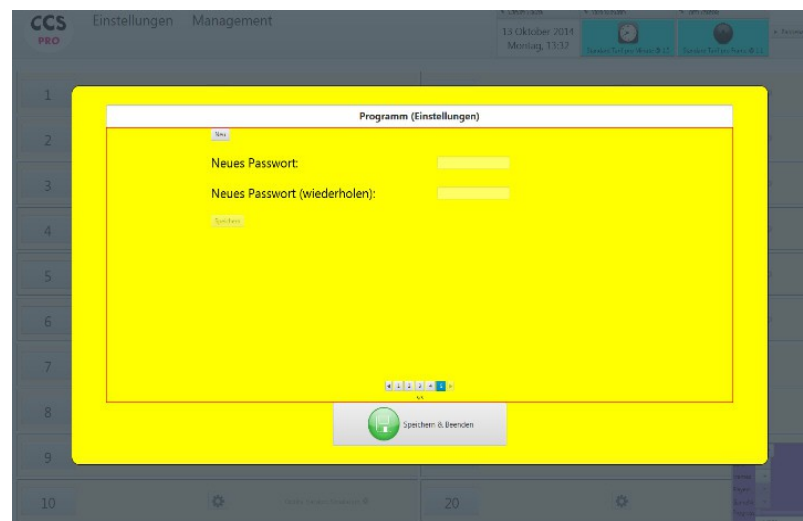 CCS
PRO
Einstellungen Management
13 Oktober 2014
Montag, 13:32
1
2
3
4
5
6
7
8
9
10
20
Programm (Einstellungen)
Neu
Neues Passwort:
Neues Passwort (wiederholen):
Speichern
1 2 3 4 5
Speichern & Beenden